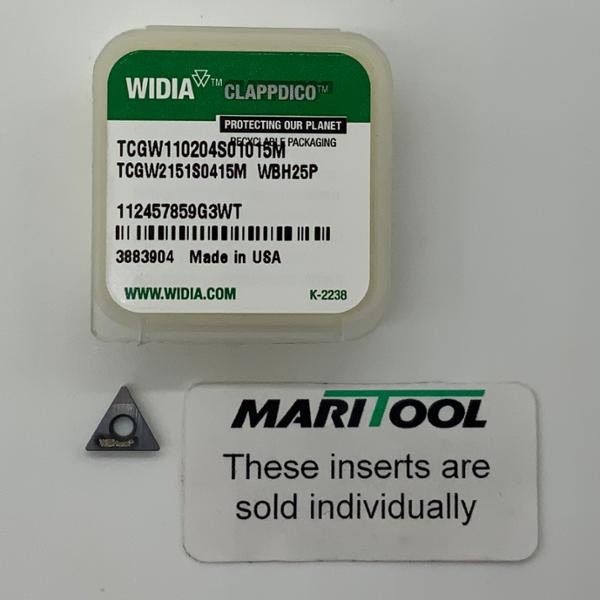 WIDIA™ CLAPPDICO™
PROTECTING OUR PLANET
RECYCLABLE PACKAGING
TCGW110204S01015M
TCGW2151S0415M WBH25P
112457859G3WT
3883904 Made in USA
WWW.WIDIA.COM K-2238
MARITOOL
These inserts are
sold individually